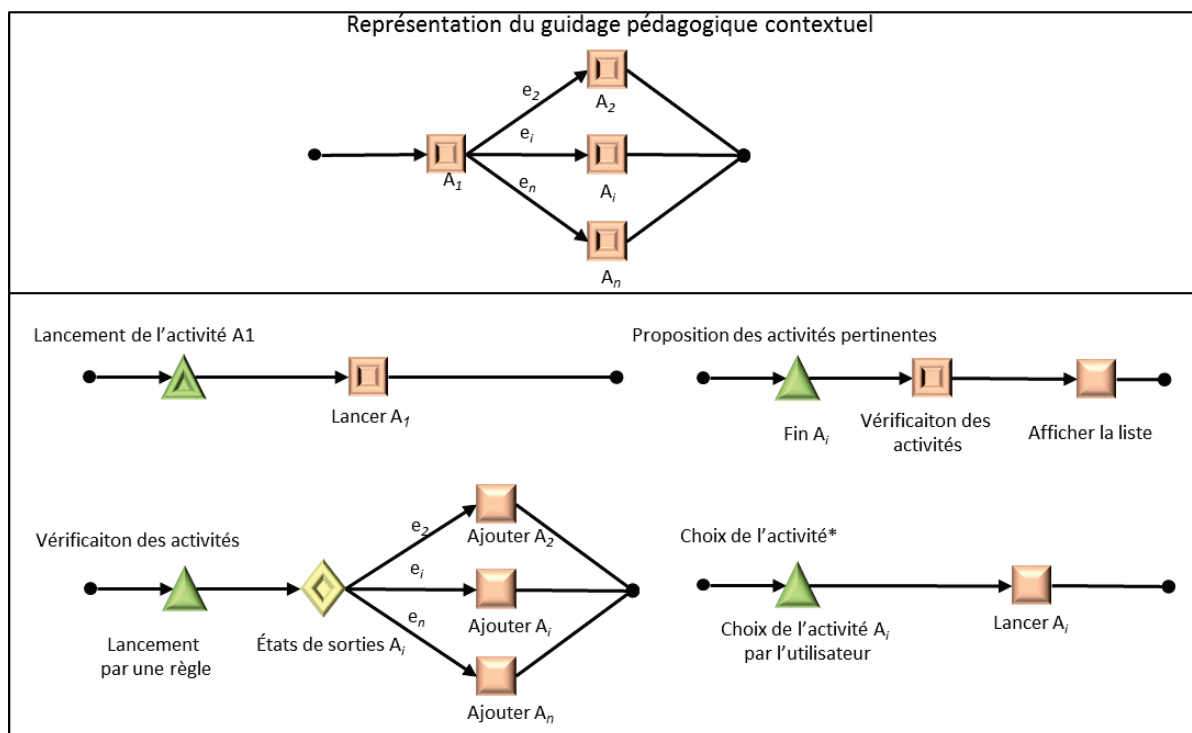 Représentation du guidage pédagogique contextuel
e2
A2
ei
A1
Ai
en
An
Lancement de l'activité A1
Lancer A1
Proposition des activités pertinentes
Fin Ai
Vérificaiton des
activités
Afficher la liste
Vérificaiton des activités
Lancement
par une règle
États de sorties Ai
e2
Ajouter A2
ei
Ajouter Ai
en
Ajouter An
Choix de l'activité*
Choix de l'activité Ai
par l'utilisateur
Lancer Ai